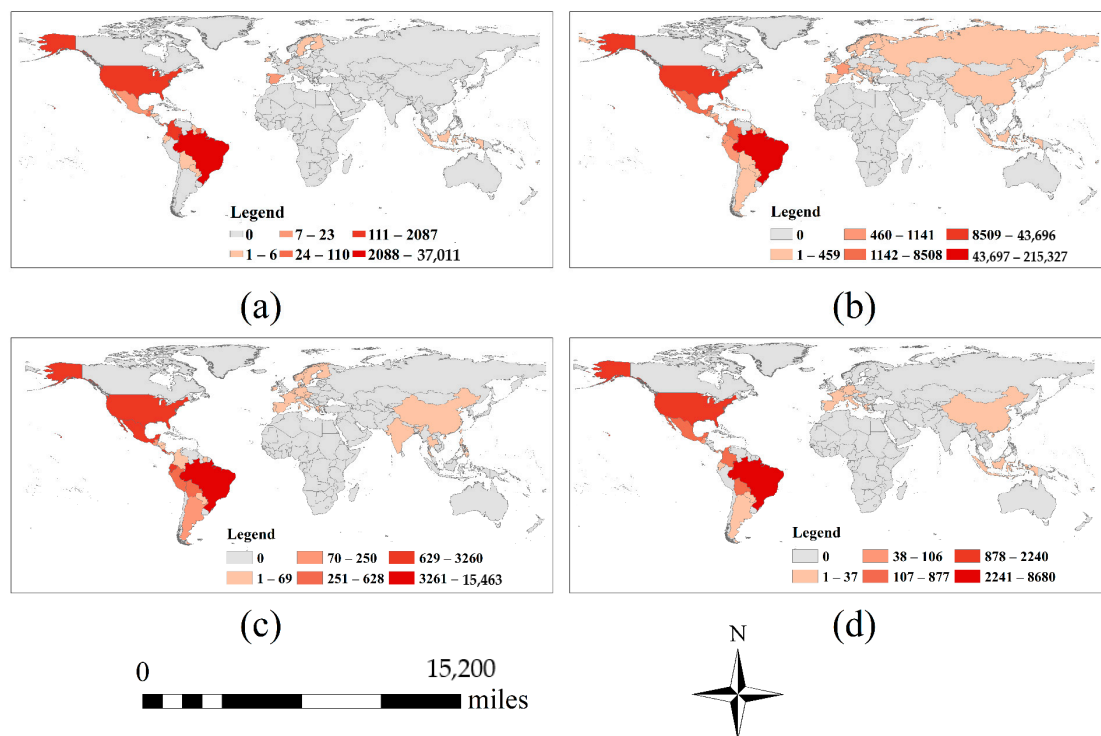 Legend
0 7 – 23 111 – 2087
1 – 6 24 – 110 2088 – 37,011
(a)
Legend
0 460 – 1141 8509 – 43,696
1 – 459 1142 – 8508 43,697 – 215,327
(b)
Legend
0 70 – 250 629 – 3260
1 – 69 251 – 628 3261 – 15,463
(c)
Legend
0 38 – 106 878 – 2240
1 – 37 107 – 877 2241 – 8680
(d)
0 15,200
miles
N